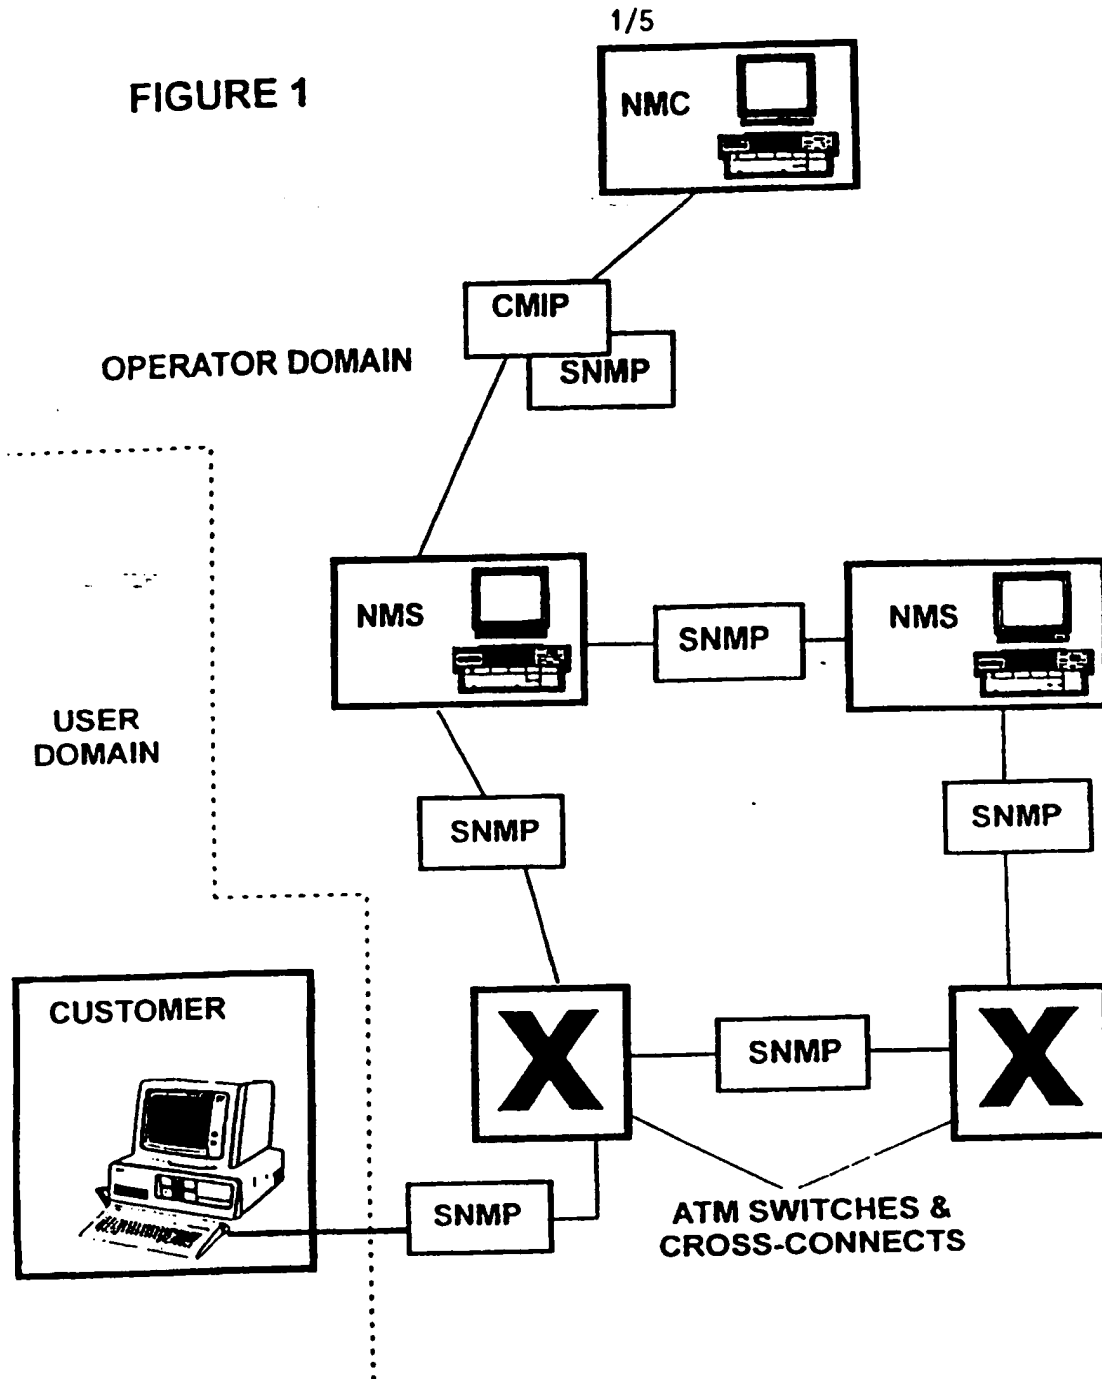 1/5
FIGURE 1
NMC
CMIP
OPERATOR DOMAIN
SNMP
NMS
SNMP
NMS
USER
DOMAIN
SNMP
SNMP
CUSTOMER
X
SNMP
X
SNMP
ATM SWITCHES &
CROSS-CONNECTS